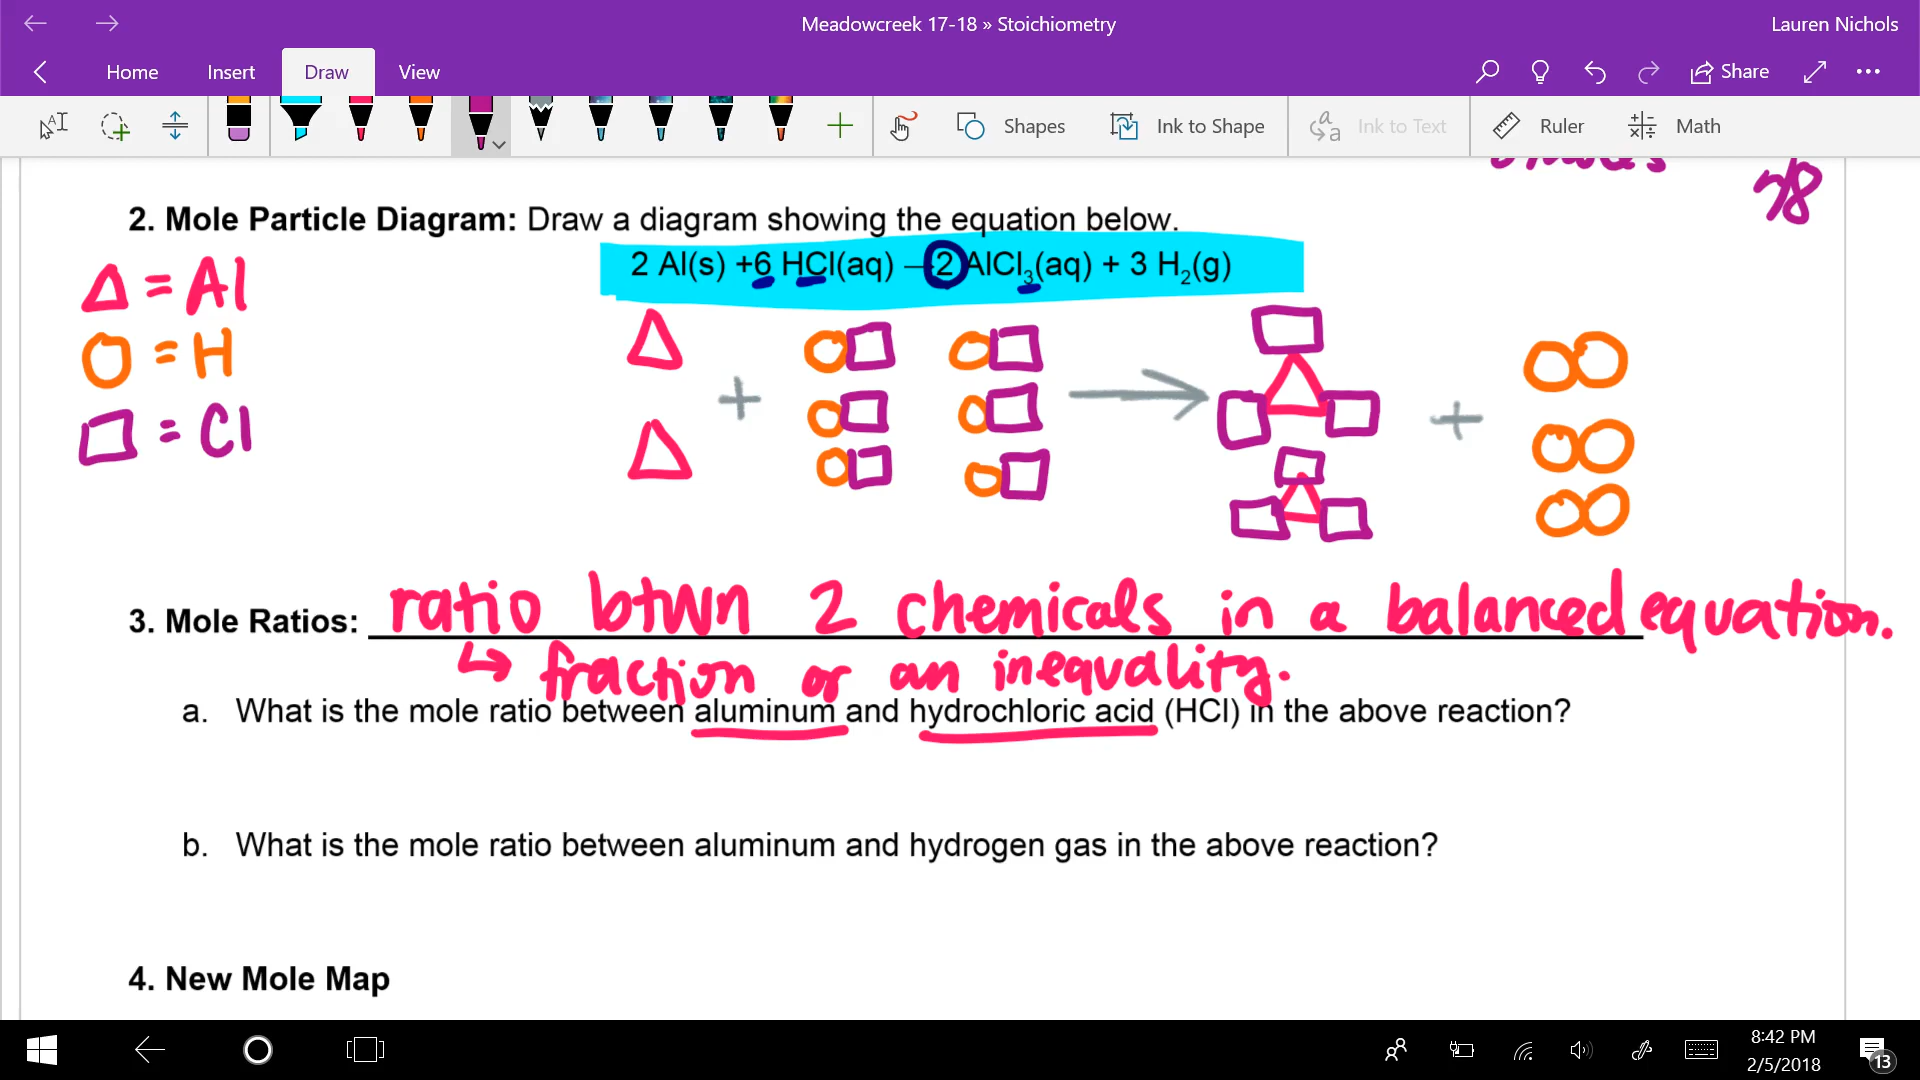 Meadowcreek 17-18 » Stoichiometry
Lauren Nichols
Home Insert Draw View
Share
Shapes Ink to Shape Ink to Text Ruler Math
2. Mole Particle Diagram: Draw a diagram showing the equation below.
2 Al(s) +6 HCl(aq) – 2 AlCl₃(aq) + 3 H₂(g)
Δ = Al
O = H
□ = Cl
+ → +
3. Mole Ratios: ratio btwn 2 chemicals in a balanced equation.
↳ fraction or an inequality.
a. What is the mole ratio between aluminum and hydrochloric acid (HCl) in the above reaction?
b. What is the mole ratio between aluminum and hydrogen gas in the above reaction?
4. New Mole Map
8:42 PM
2/5/2018
13